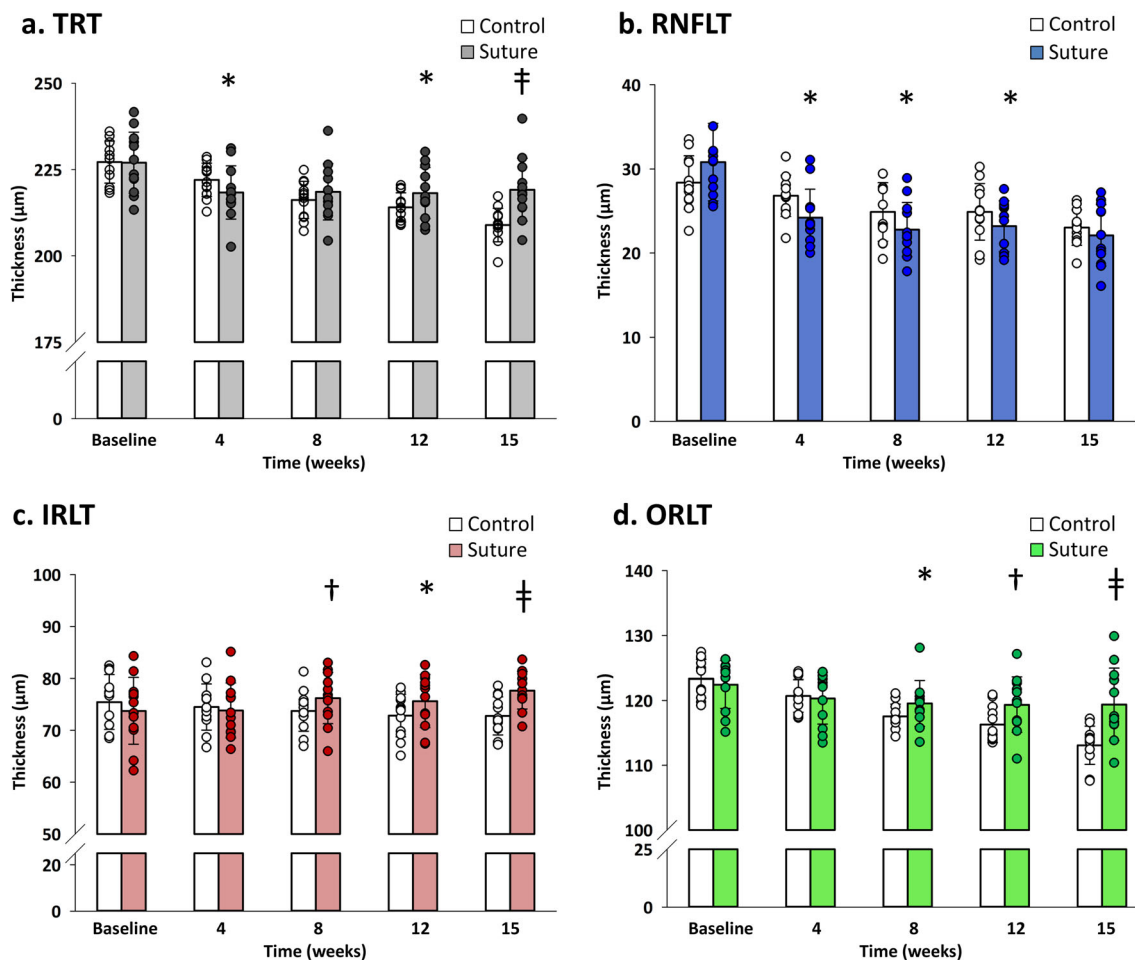 a. TRT
Control
Suture
Thickness (µm)
250
225
200
175
0
*
*
‡
Baseline
4
8
12
15
Time (weeks)
b. RNFLT
Control
Suture
Thickness (µm)
40
30
20
10
0
*
*
*
Baseline
4
8
12
15
Time (weeks)
c. IRLT
Control
Suture
Thickness (µm)
100
90
80
70
60
50
20
0
†
*
‡
Baseline
4
8
12
15
Time (weeks)
d. ORLT
Control
Suture
Thickness (µm)
140
130
120
110
100
25
0
*
†
‡
Baseline
4
8
12
15
Time (weeks)